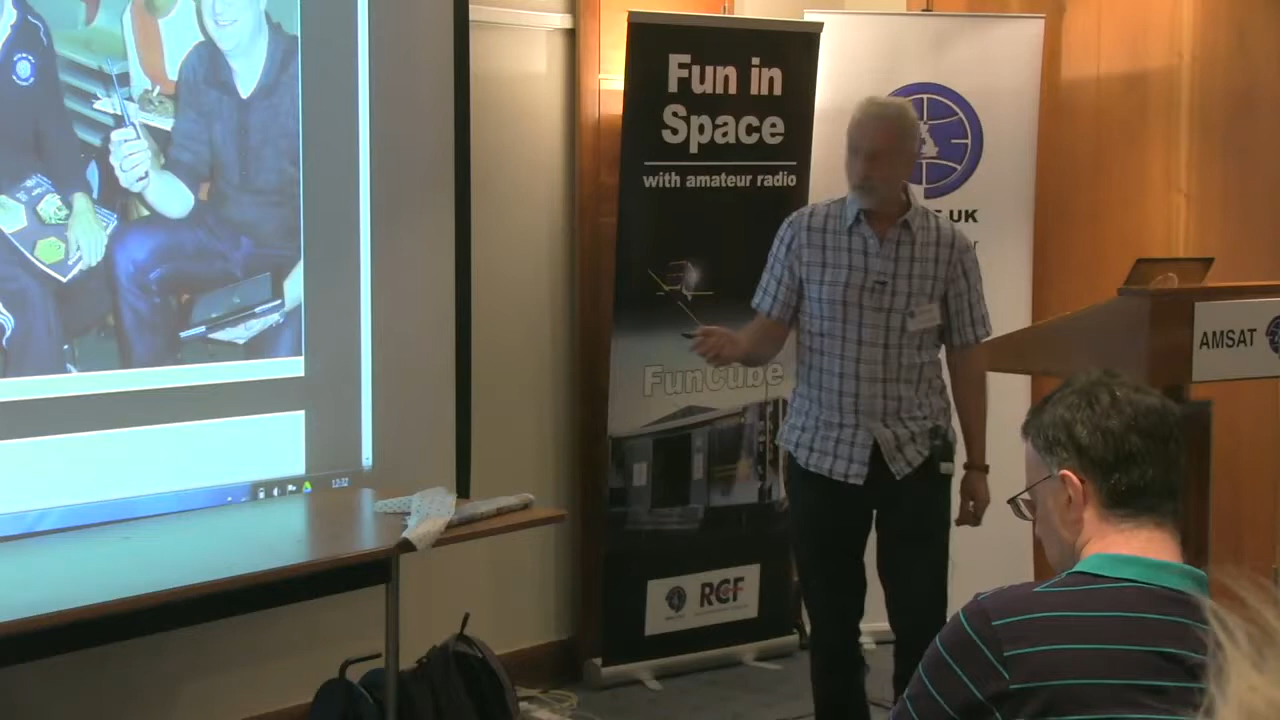 Fun in
Space
with amateur radio
FunCube
RCF
UK
AMSAT
12:32